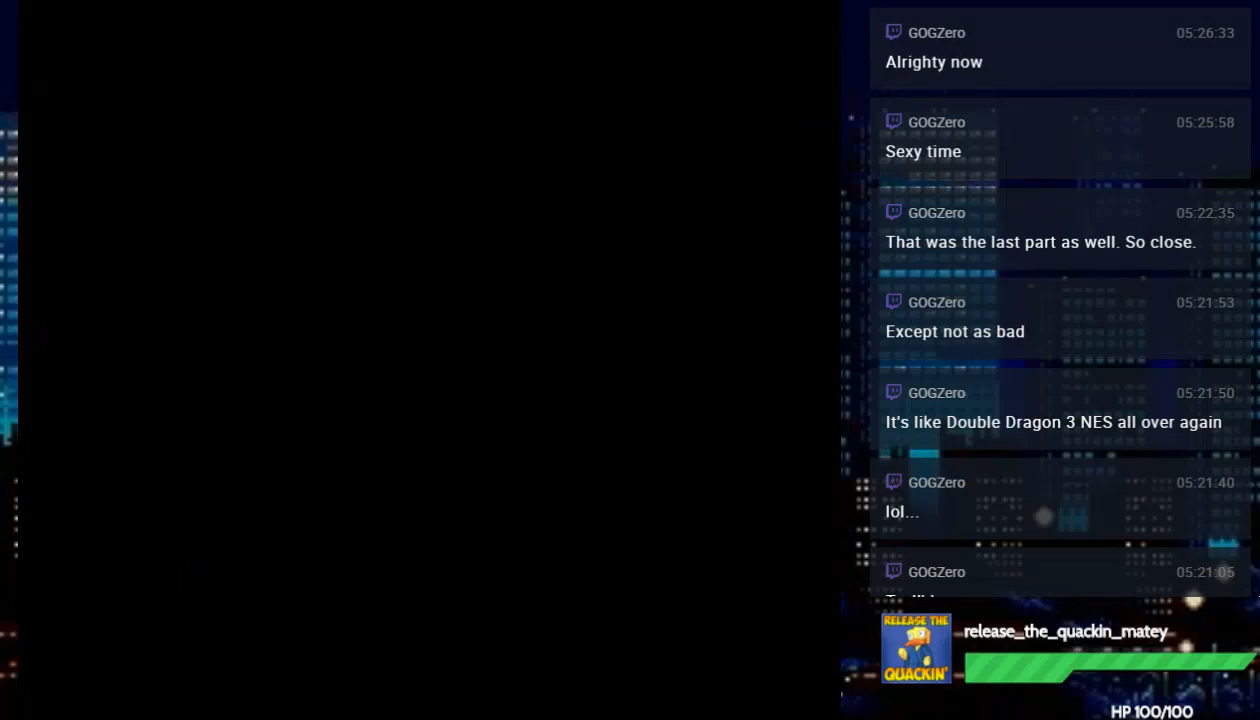 GOGZero 05:26:33
Alrighty now
GOGZero 05:25:58
Sexy time
GOGZero 05:22:35
That was the last part as well. So close.
GOGZero 05:21:53
Except not as bad
GOGZero 05:21:50
It's like Double Dragon 3 NES all over again
GOGZero 05:21:40
lol...
GOGZero 05:21:05
RELEASE THE
QUACKIN'
release_the_quackin_matey
HP 100/100